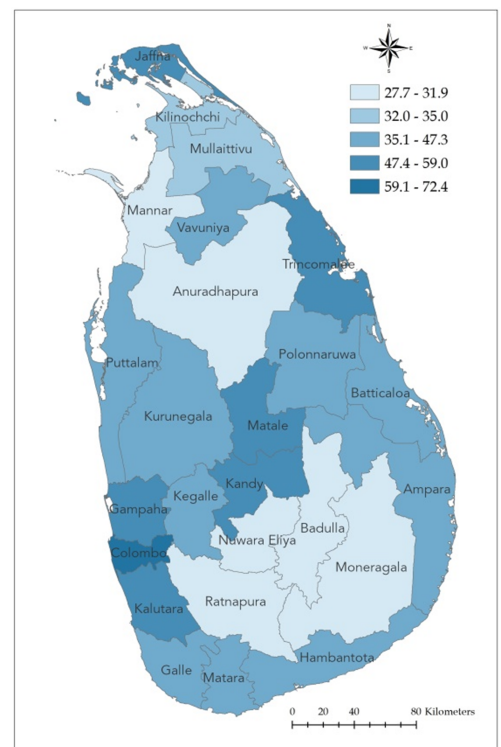 N
W E
S
27.7 - 31.9
32.0 - 35.0
35.1 - 47.3
47.4 - 59.0
59.1 - 72.4
Jaffna
Kilinochchi
Mullaittivu
Mannar
Vavuniya
Trincomalee
Anuradhapura
Polonnaruwa
Puttalam
Batticaloa
Kurunegala
Matale
Kandy
Ampara
Kegalle
Gampaha
Badulla
Nuwara Eliya
Colombo
Moneragala
Ratnapura
Kalutara
Hambantota
Galle
Matara
0 20 40 80 Kilometers